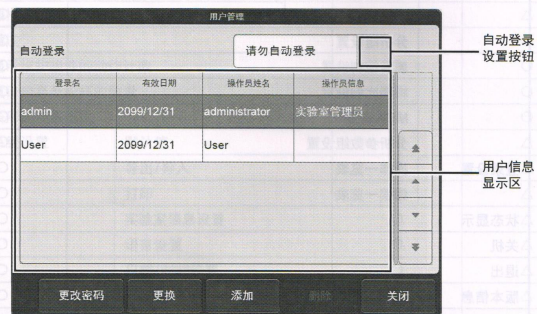 用户管理
自动登录 请勿自动登录
自动登录
设置按钮
登录名 有效日期 操作员姓名 操作员信息
admin 2099/12/31 administrator 实验室管理员
User 2099/12/31 User
用户信息
显示区
更改密码 更换 添加 删除 关闭